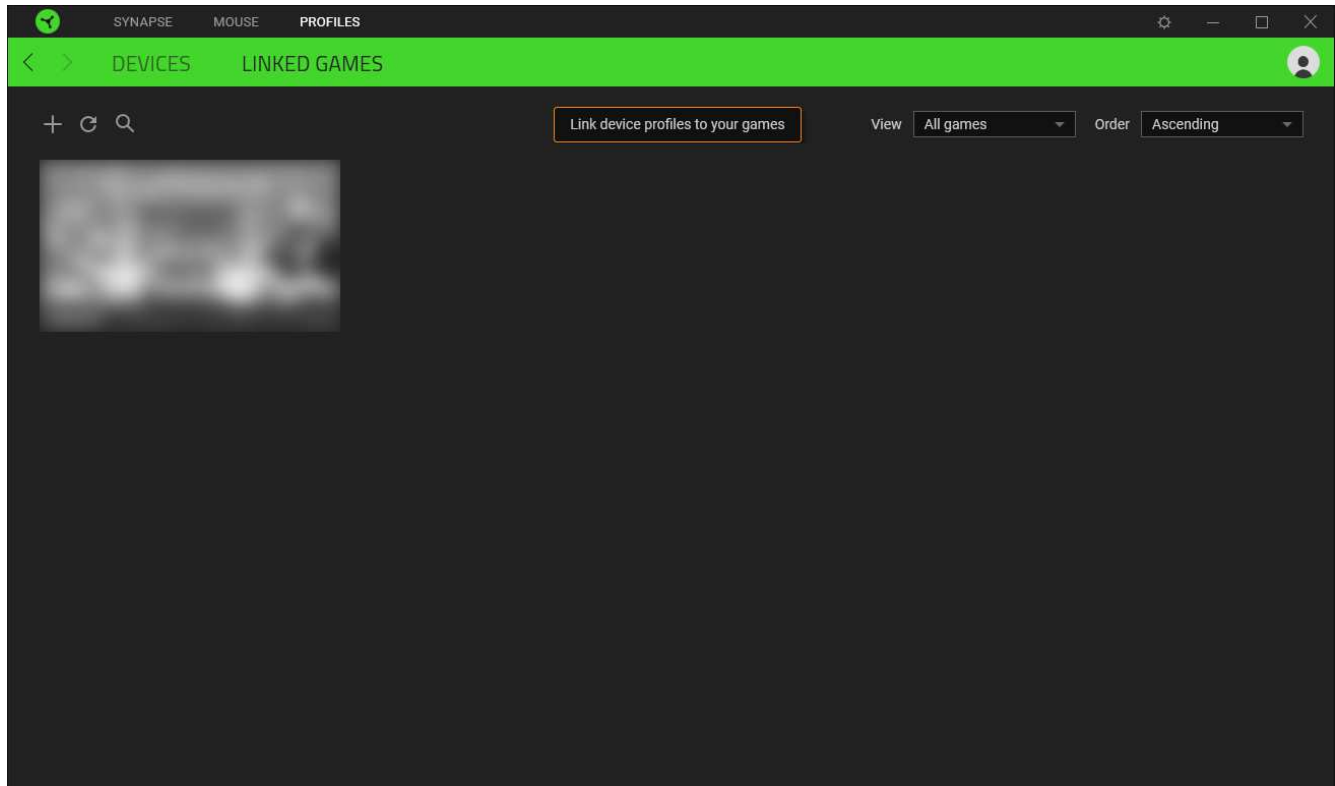 SYNAPSE MOUSE PROFILES
DEVICES LINKED GAMES
Link device profiles to your games View All games Order Ascending